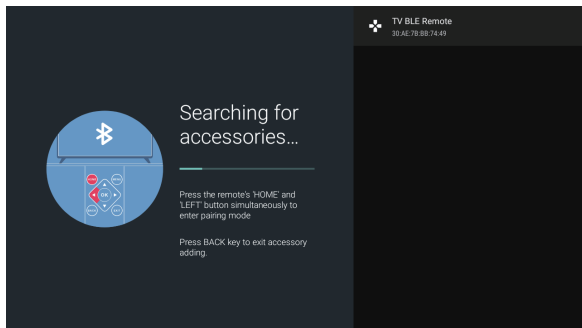 Searching for
accessories...
Press the remote's 'HOME' and
'LEFT' button simultaneously to
enter pairing mode
Press BACK key to exit accessory
adding.
OK
TV BLE Remote
30:AE:7B:BB:74:49